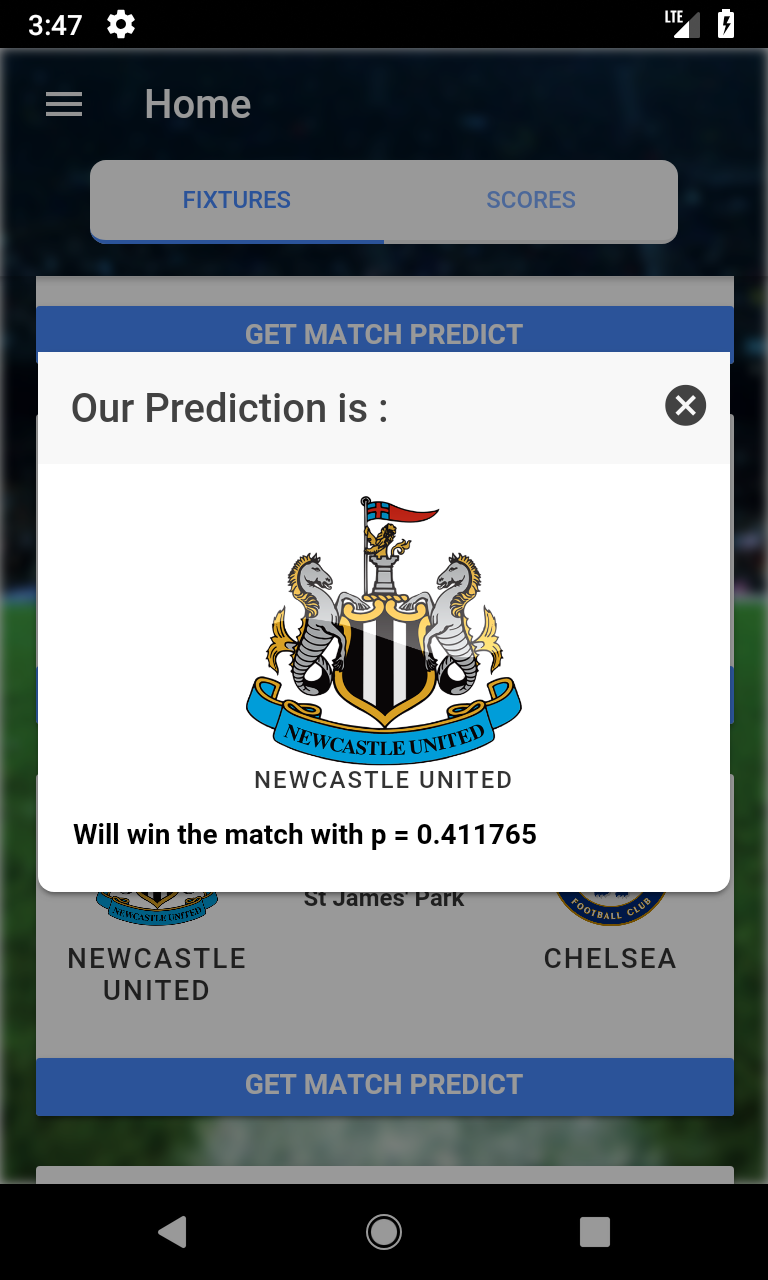 3:47
LTE
Home
FIXTURES
SCORES
GET MATCH PREDICT
Our Prediction is :
NEWCASTLE UNITED
NEWCASTLE UNITED
Will win the match with p = 0.411765
St James' Park
NEWCASTLE UNITED
FOOTBALL CLUB
NEWCASTLE
UNITED
CHELSEA
GET MATCH PREDICT